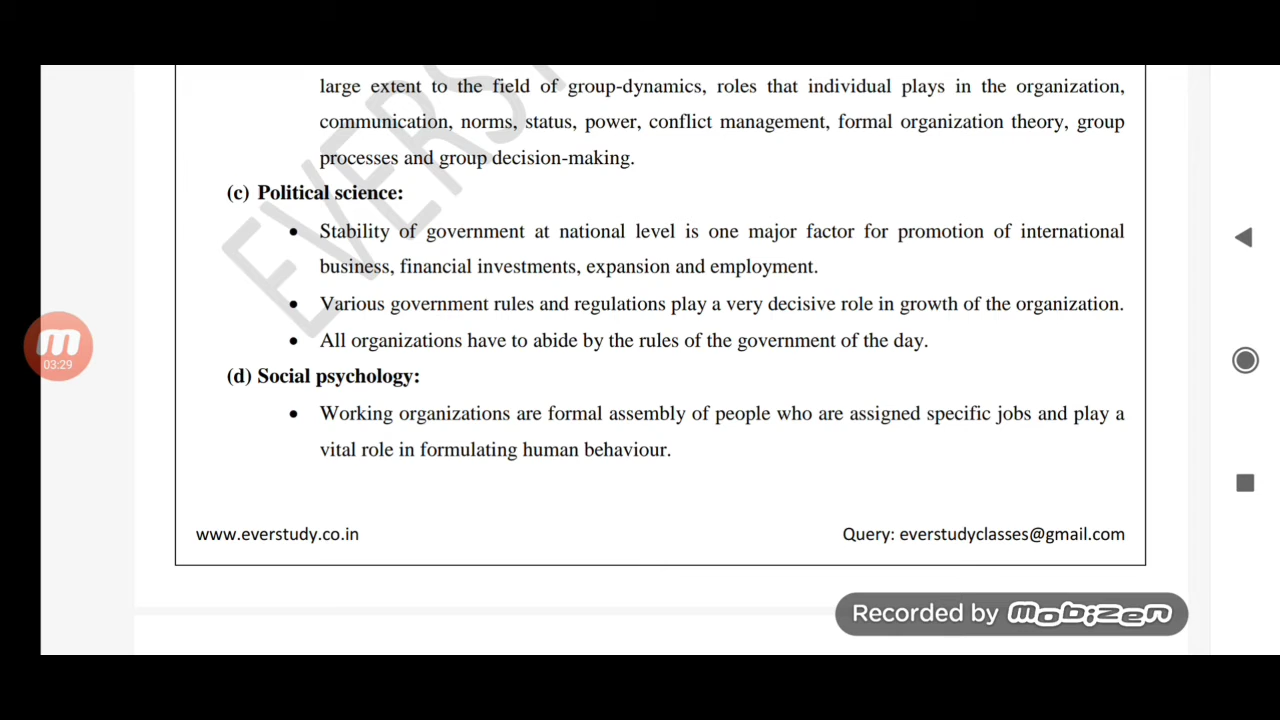 large extent to the field of group-dynamics, roles that individual plays in the organization,
communication, norms, status, power, conflict management, formal organization theory, group
processes and group decision-making.
(c) Political science:
• Stability of government at national level is one major factor for promotion of international
business, financial investments, expansion and employment.
• Various government rules and regulations play a very decisive role in growth of the organization.
• All organizations have to abide by the rules of the government of the day.
(d) Social psychology:
• Working organizations are formal assembly of people who are assigned specific jobs and play a
vital role in formulating human behaviour.
www.everstudy.co.in
Query: everstudyclasses@gmail.com
Recorded by mobizen
03:29
EVERST